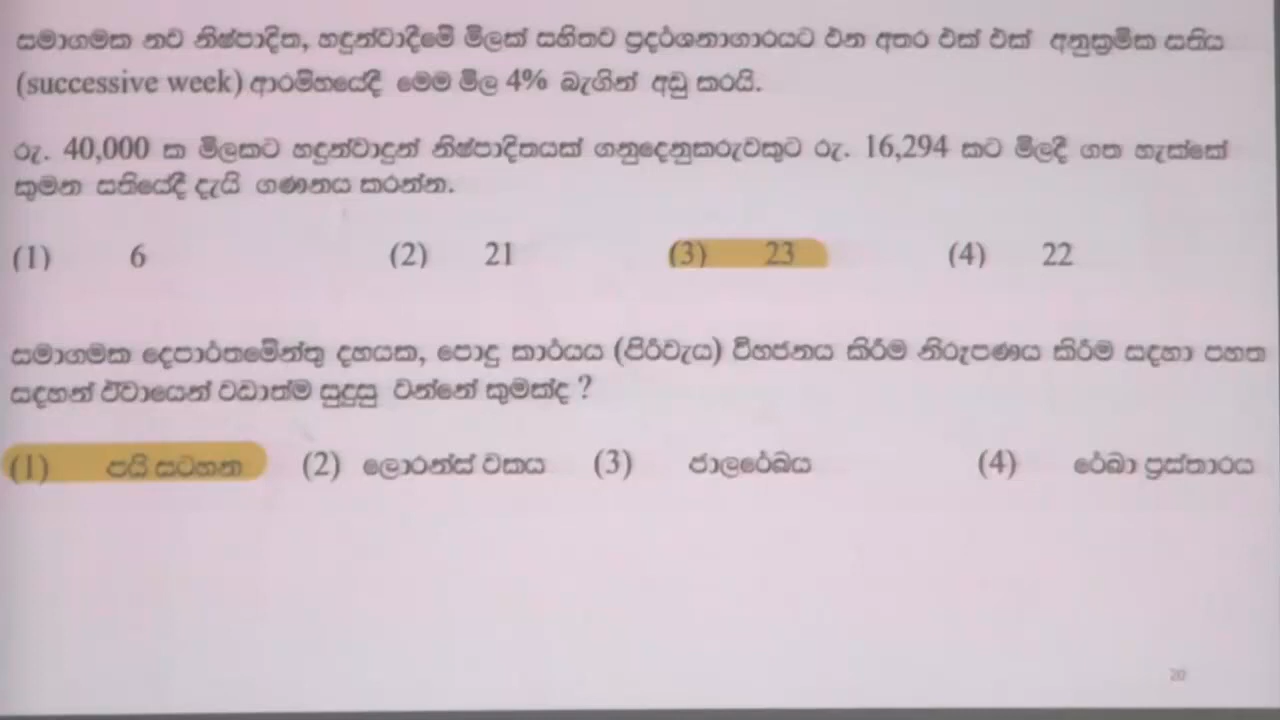 සමාගමක නව නිෂ්පාදිත, හඳුන්වාදීමේ මිලක් සහිතව ප්‍රදර්ශනාගාරයට එන අතර එක් එක් අනුක්‍රමික සතිය
(successive week) ආරම්භයේදී මෙම මිල 4% බැගින් අඩු කරයි.
රු. 40,000 ක මිලකට හඳුන්වාදුන් නිෂ්පාදිතයක් ගනුදෙනුකරුවකුට රු. 16,294 කට මිලදී ගත හැක්කේ
කුමන සතියේදී දැයි ගණනය කරන්න.
(1) 6 (2) 21 (3) 23 (4) 22
සමාගමක දෙපාර්තමේන්තු දහයක, පොදු කාර්යය (පිරිවැය) විභජනය කිරීම නිරූපණය කිරීම සඳහා පහත
සඳහන් ඒවායෙන් වඩාත්ම සුදුසු වන්නේ කුමක්ද ?
(1) පයි සටහන (2) ලොරන්ස් වක්‍රය (3) ජාලරේඛය (4) රේඛා ප්‍රස්තාරය
20